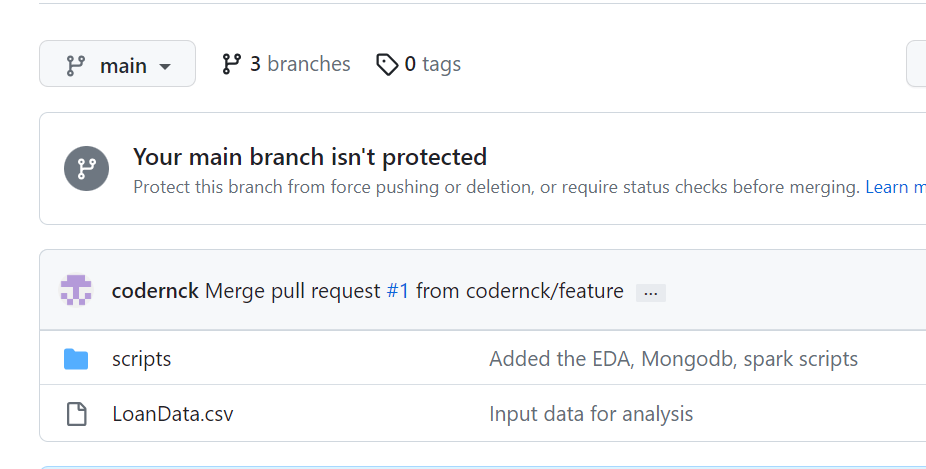 main 3 branches 0 tags
Your main branch isn't protected
Protect this branch from force pushing or deletion, or require status checks before merging. Learn
codernck Merge pull request #1 from codernck/feature ...
scripts Added the EDA, Mongodb, spark scripts
LoanData.csv Input data for analysis